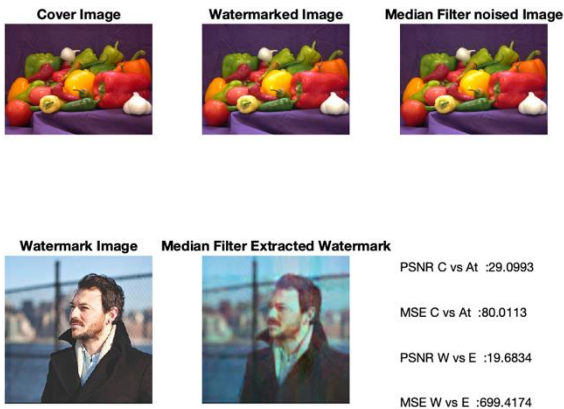 Cover Image
Watermarked Image
Median Filter noised Image
Watermark Image
Median Filter Extracted Watermark
PSNR C vs At :29.0993
MSE C vs At :80.0113
PSNR W vs E :19.6834
MSE W vs E :699.4174